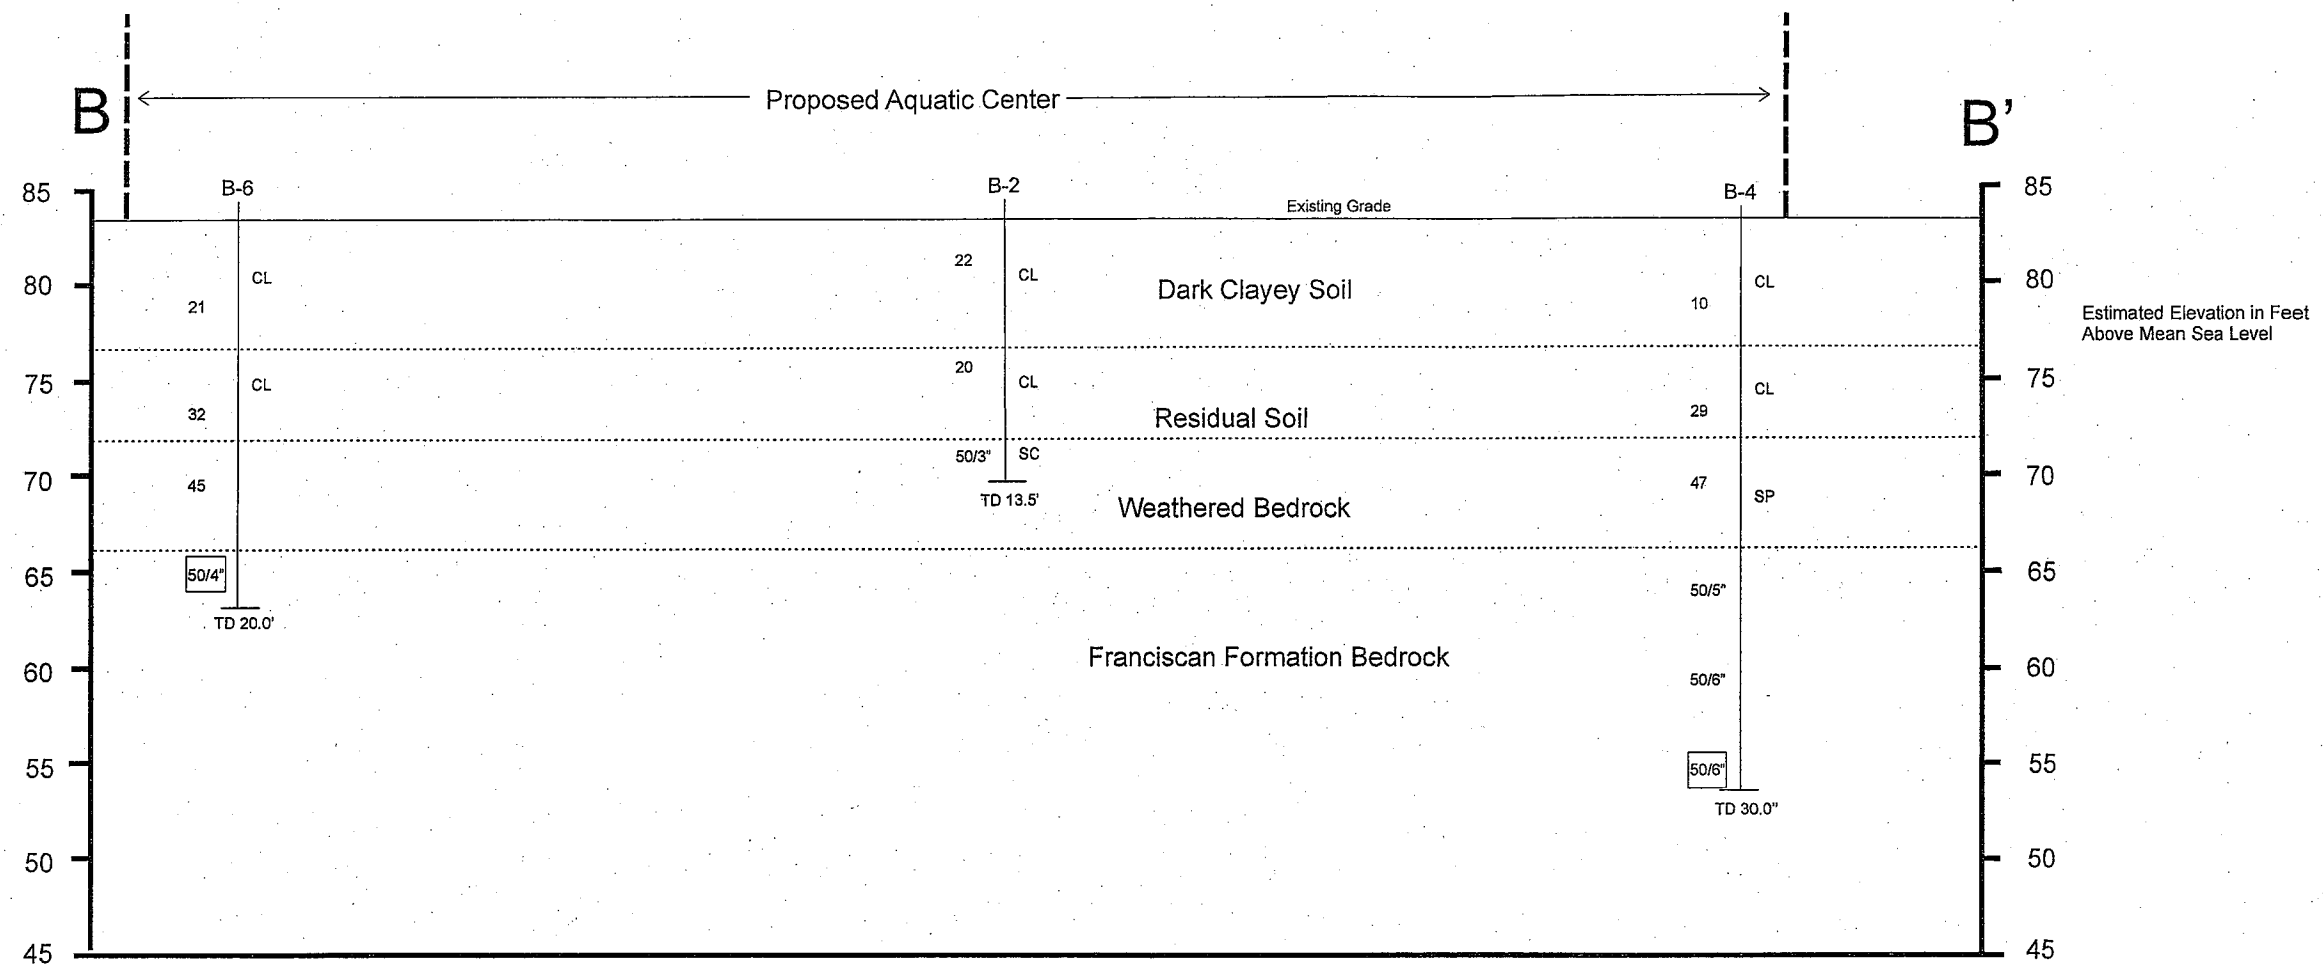 Proposed Aquatic Center
B
B'
B-6
B-2
B-4
85
85
Existing Grade
22
CL
CL
CL
80
80
Dark Clayey Soil
21
10
Estimated Elevation in Feet
Above Mean Sea Level
20
75
CL
CL
CL
75
32
Residual Soil
29
50/3"
SC
70
45
47
70
TD 13.5'
Weathered Bedrock
SP
65
50/4"
65
50/5"
TD 20.0'
60
Franciscan Formation Bedrock
50/6"
60
55
50/6"
55
TD 30.0"
50
50
45
45